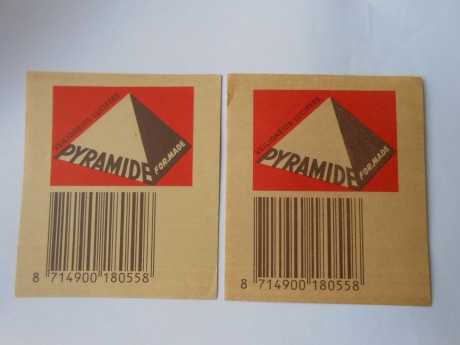 VEILIGHEIDS-LUCIFERS
PYRAMIDE
FOR.MADE
8 714900 180558
VEILIGHEIDS-LUCIFERS
PYRAMIDE
FOR.MADE
8 714900 180558